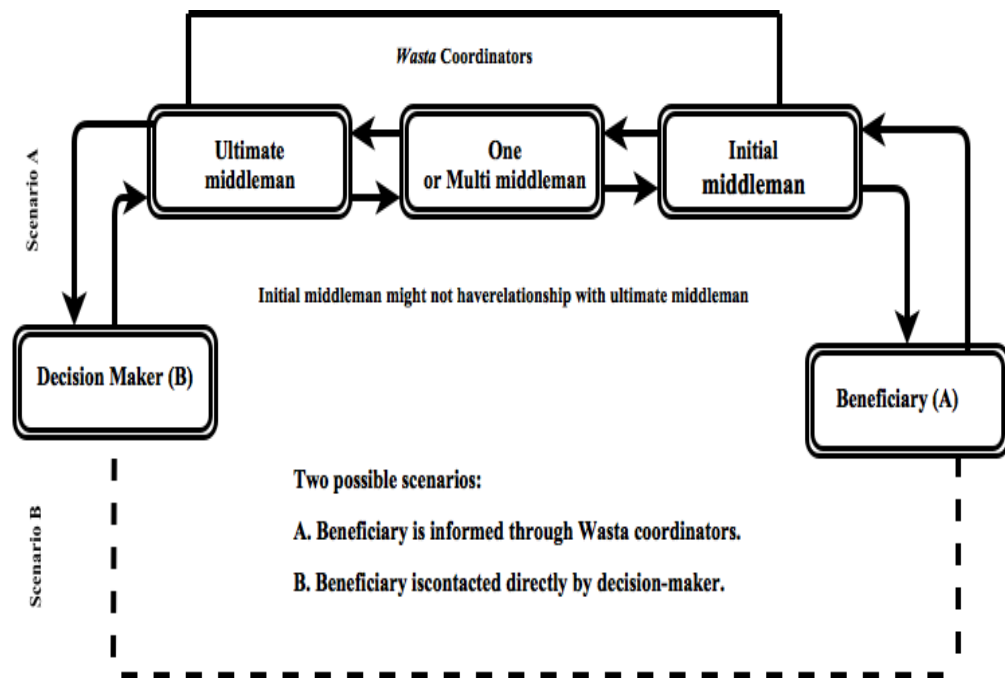 Wasta Coordinators
Scenario A
Ultimate
middleman
One
or Multi middleman
Initial
middleman
Initial middleman might not haverelationship with ultimate middleman
Decision Maker (B)
Beneficiary (A)
Scenario B
Two possible scenarios:
A. Beneficiary is informed through Wasta coordinators.
B. Beneficiary iscontacted directly by decision-maker.